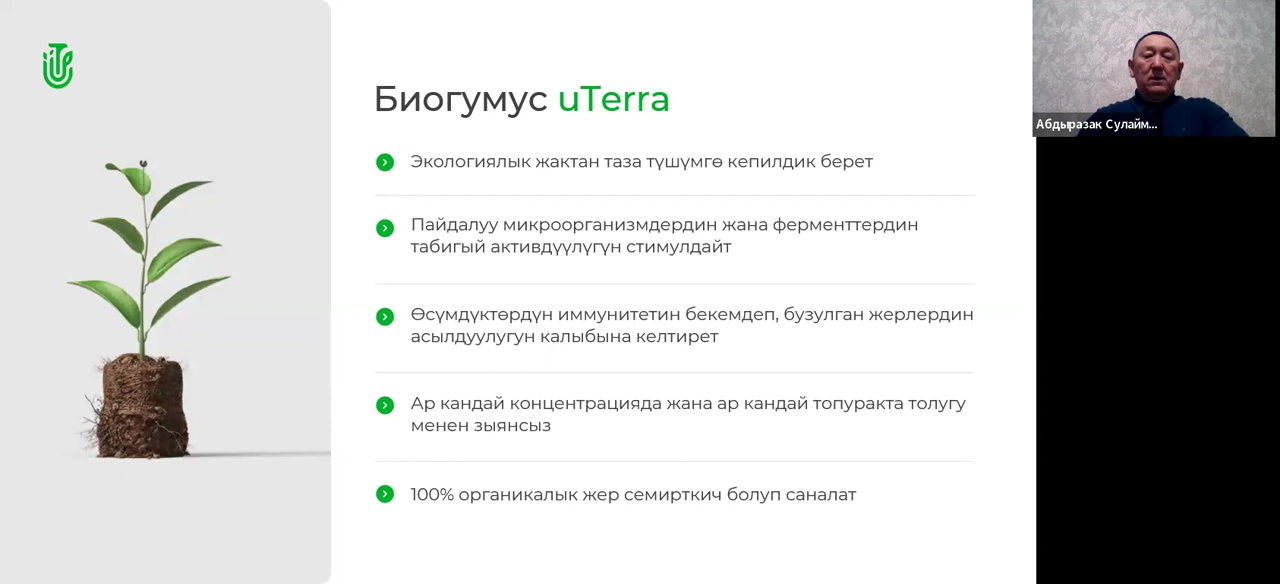 Биогумус uTerra
Экологиялык жактан таза түшүмгө кепилдик берет
Пайдалуу микроорганизмдердин жана ферменттердин
табигый активдүүлүгүн стимулдайт
Өсүмдүктөрдүн иммунитетин бекемдеп, бузулган жерлердин
асылдуулугун калыбына келтирет
Ар кандай концентрацияда жана ар кандай топуракта толугу
менен зыянсыз
100% органикалык жер семирткич болуп саналат
Абдыразак Сулайм...